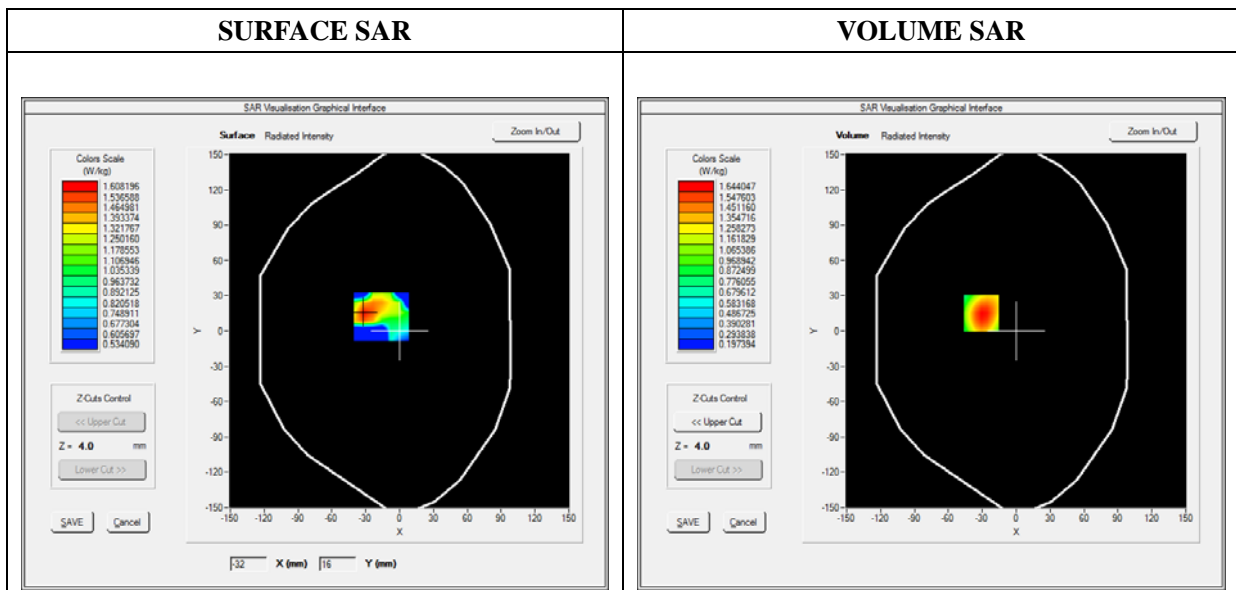 SURFACE SAR
VOLUME SAR
SAR Visualisation Graphical Interface
Surface Radiated Intensity
Zoom In/Out
Colors Scale
(W/kg)
1.608196
1.536588
1.464981
1.393374
1.321767
1.250160
1.178553
1.106946
1.035339
0.963732
0.892125
0.820518
0.748911
0.677304
0.605697
0.534090
Z-Cuts Control
<< Upper Cut
Z = 4.0 mm
Lower Cut >>
SAVE Cancel
150
120
90
60
30
0
-30
-60
-90
-120
-150
Y
-150 -120 -90 -60 -30 0 30 60 90 120 150
X
-32 X (mm) 16 Y (mm)
SAR Visualisation Graphical Interface
Volume Radiated Intensity
Zoom In/Out
Colors Scale
(W/kg)
1.644047
1.547603
1.451160
1.354716
1.258273
1.161829
1.065386
0.968942
0.872499
0.776055
0.679612
0.583168
0.486725
0.390281
0.293838
0.197394
Z-Cuts Control
<< Upper Cut
Z = 4.0 mm
Lower Cut >>
SAVE Cancel
150
120
90
60
30
0
-30
-60
-90
-120
-150
Y
-150 -120 -90 -60 -30 0 30 60 90 120 150
X